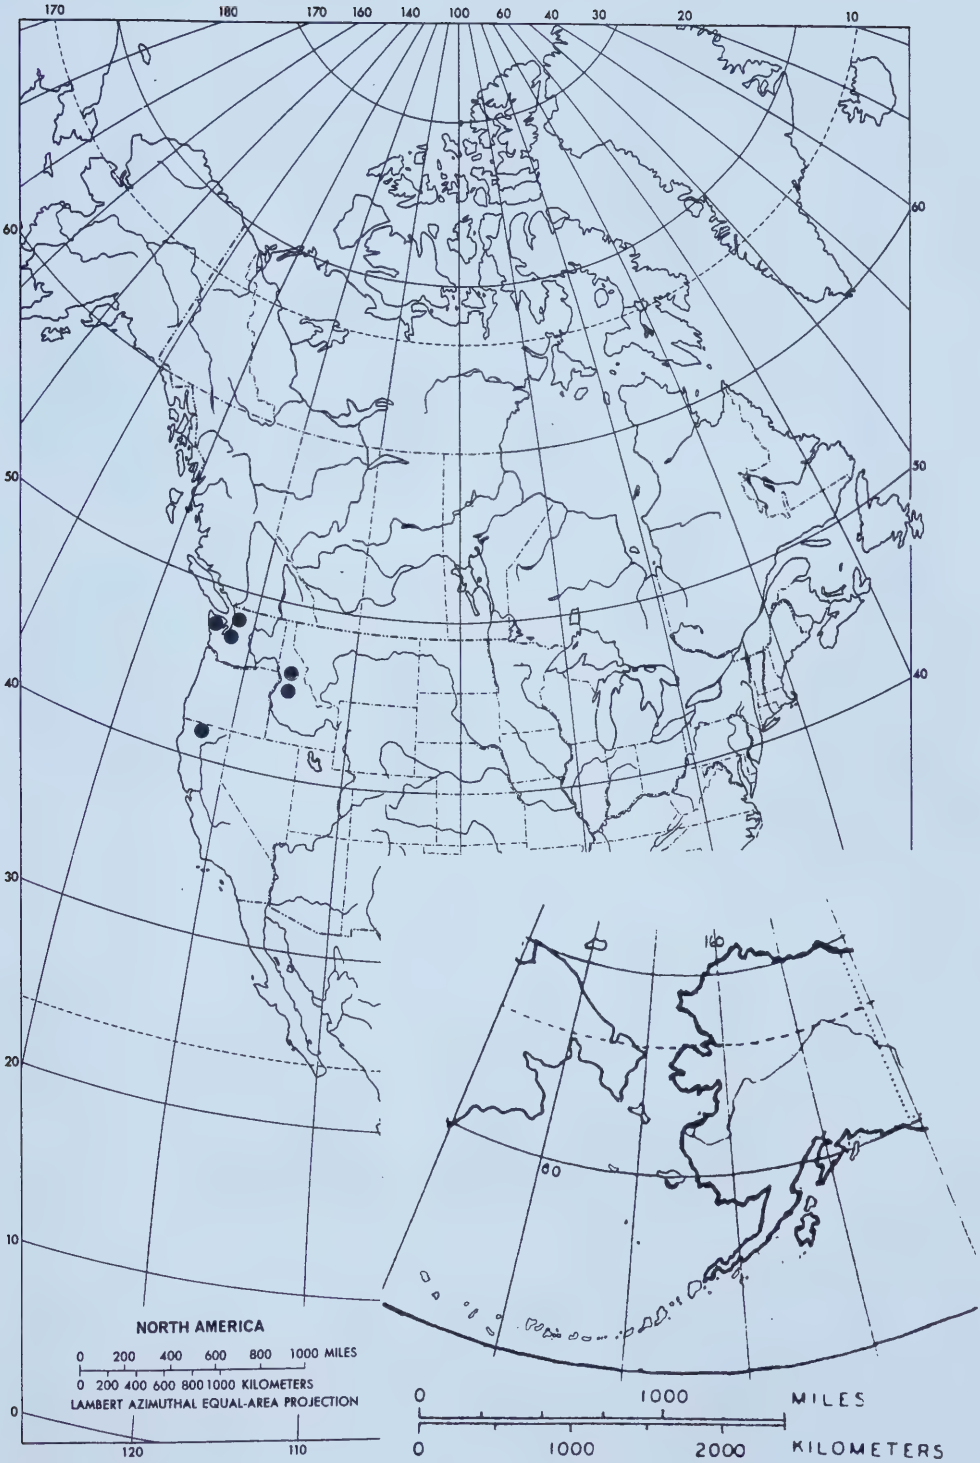 170 180 170 160 140 100 60 40 30 20 10
60 60
50 50
40 40
30
160
20
60
10
NORTH AMERICA
0 200 400 600 800 1000 MILES
0 200 400 600 800 1000 KILOMETERS
LAMBERT AZIMUTHAL EQUAL-AREA PROJECTION
0 1000 MILES
0
0 1000 2000 KILOMETERS
120 110